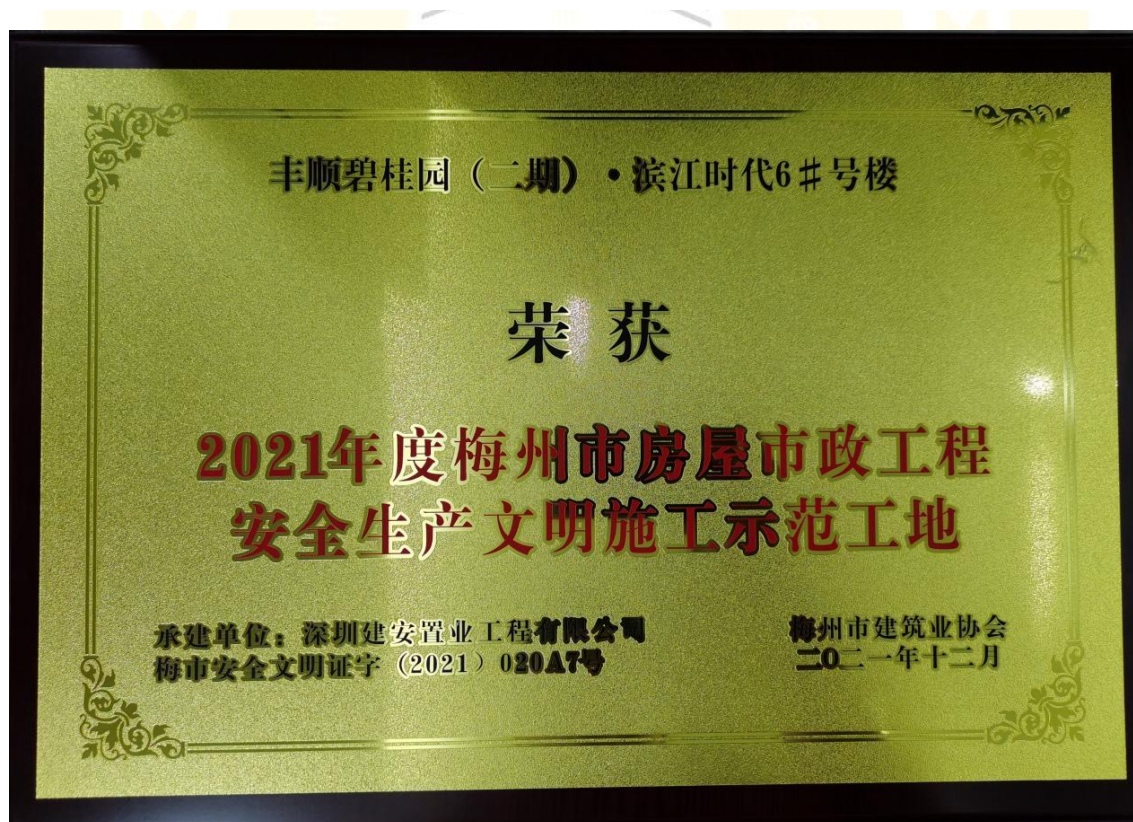 丰顺碧桂园（二期）·滨江时代6#号楼
荣获
2021年度梅州市房屋市政工程
安全生产文明施工示范工地
承建单位：深圳建安置业工程有限公司
梅市安全文明证字（2021）020A7号
梅州市建筑业协会
二〇二一年十二月